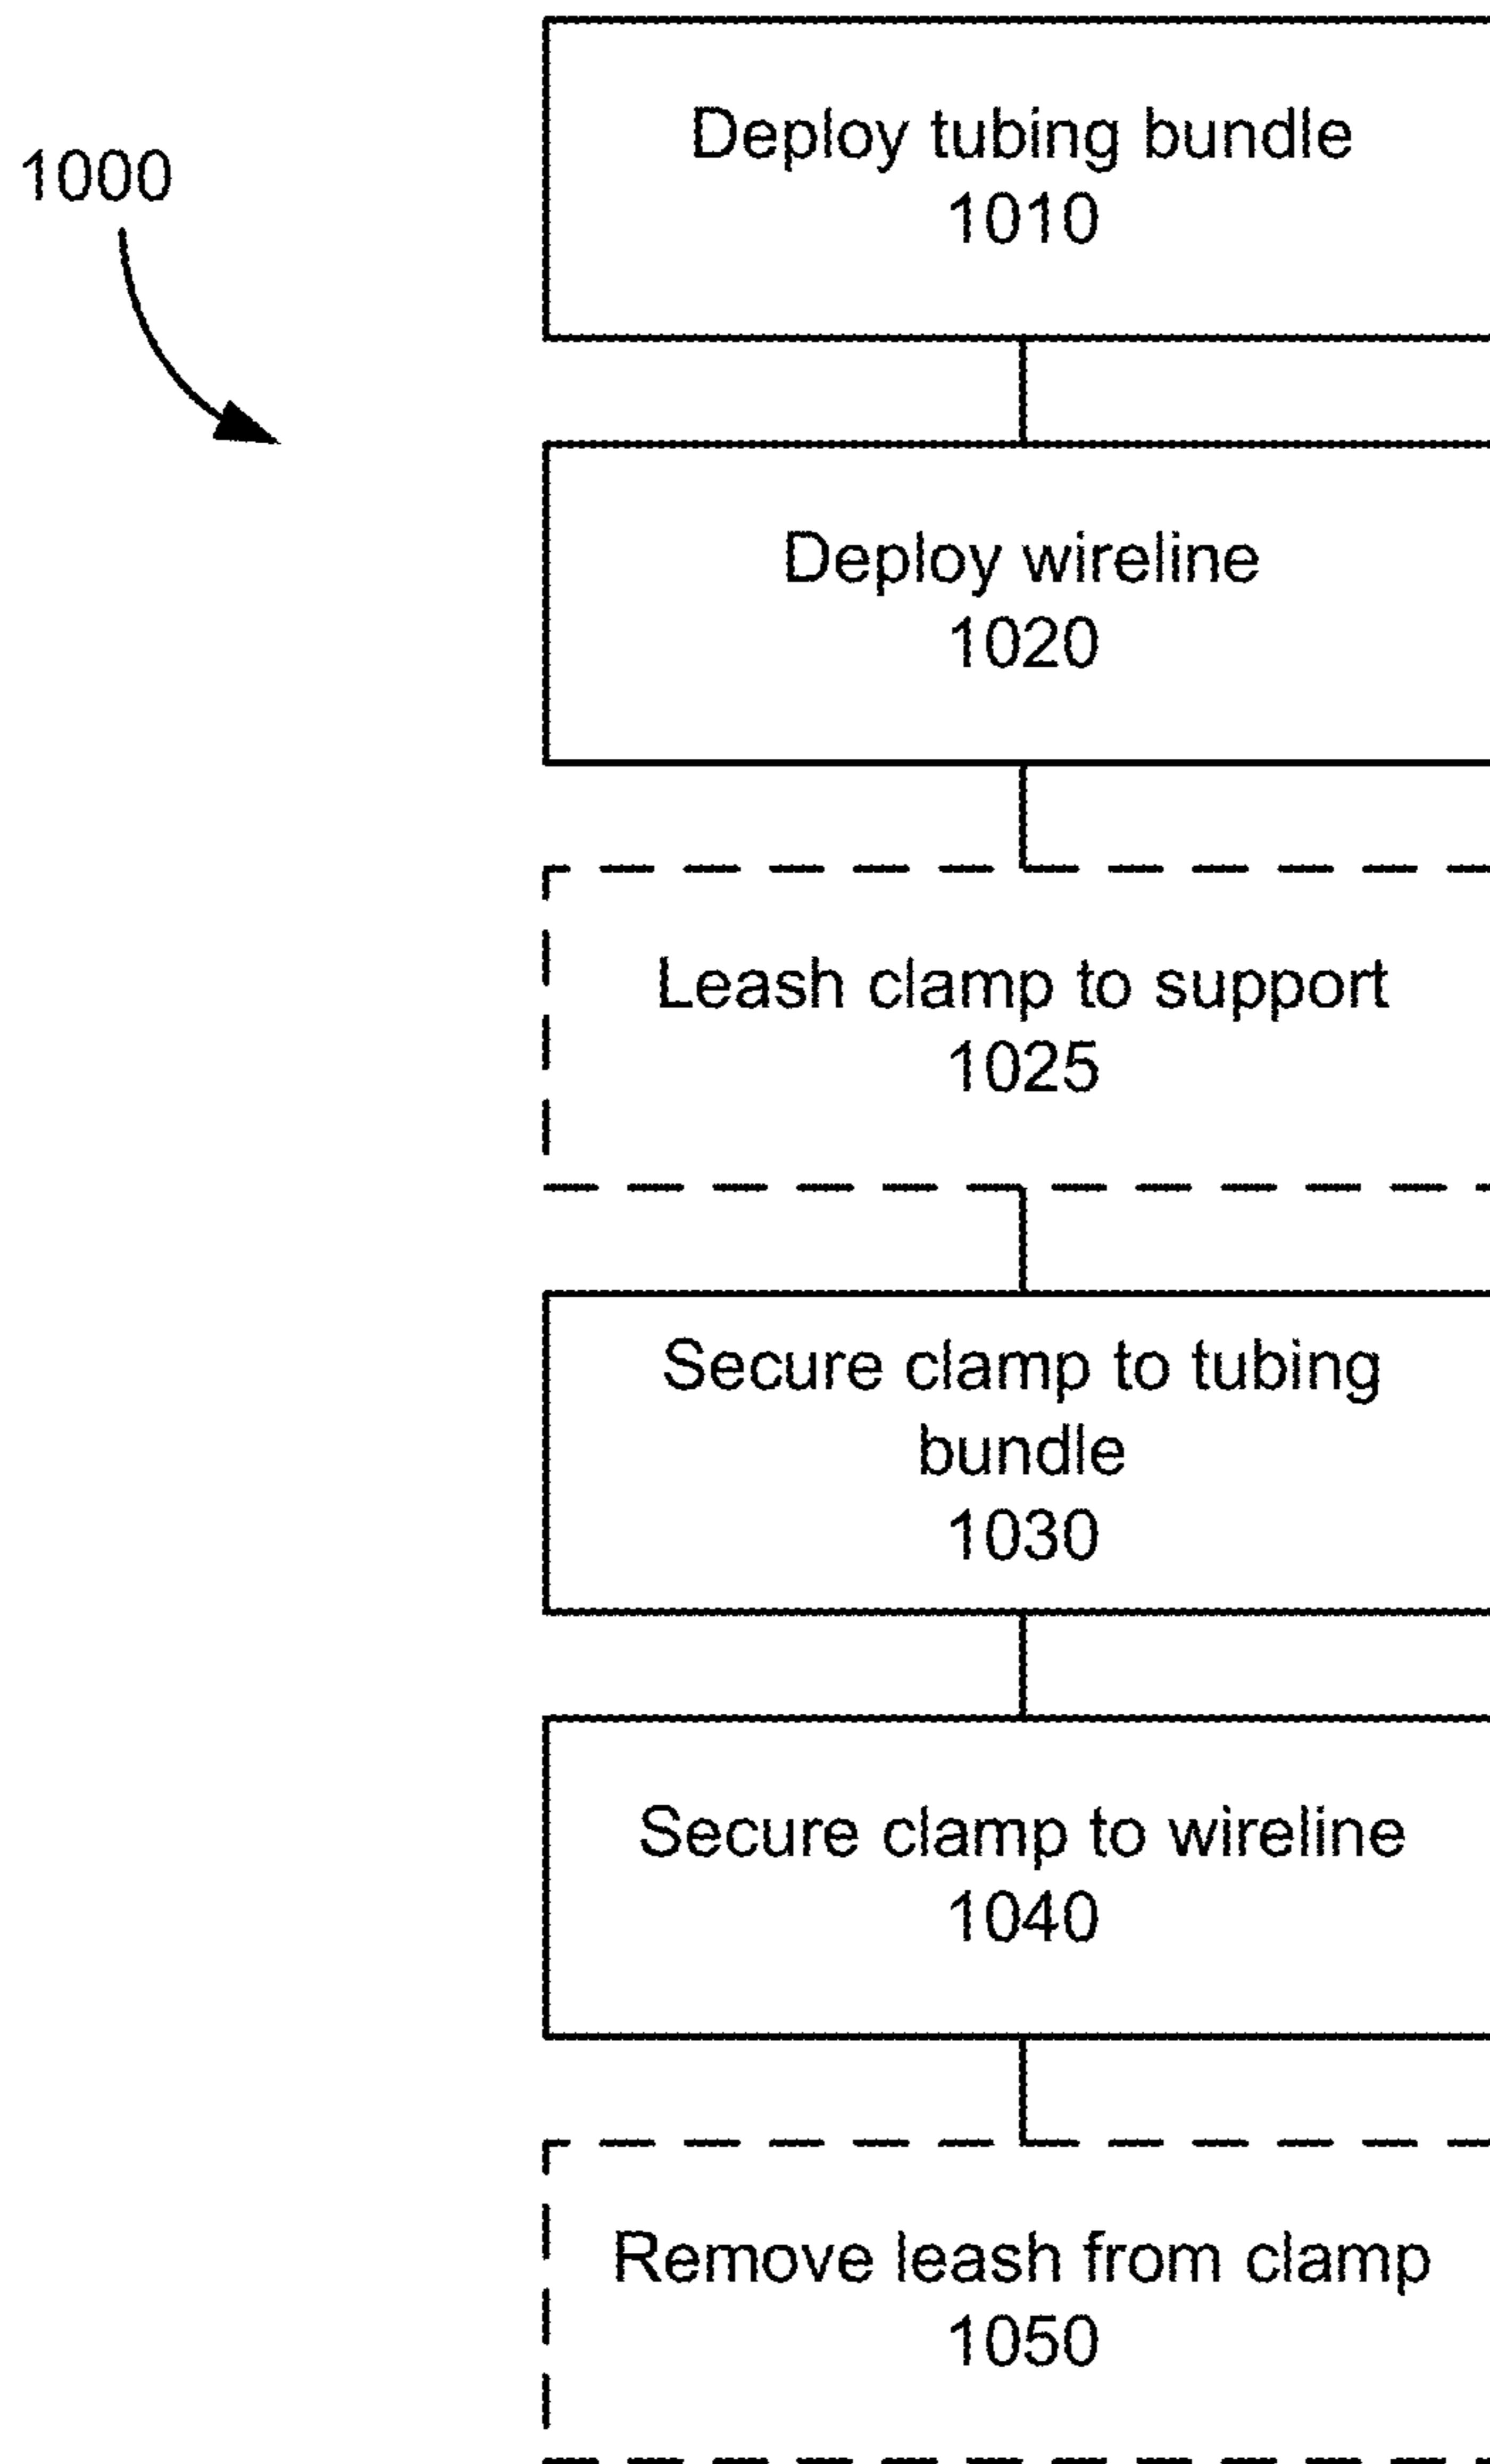 1000
Deploy tubing bundle
1010
Deploy wireline
1020
Leash clamp to support
1025
Secure clamp to tubing
bundle
1030
Secure clamp to wireline
1040
Remove leash from clamp
1050